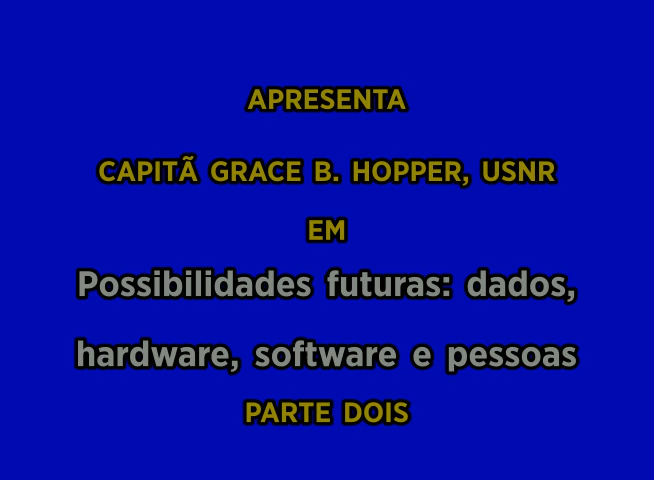 APRESENTA
CAPITÃ GRACE B. HOPPER, USNR
EM
Possibilidades futuras: dados,
hardware, software e pessoas
PARTE DOIS